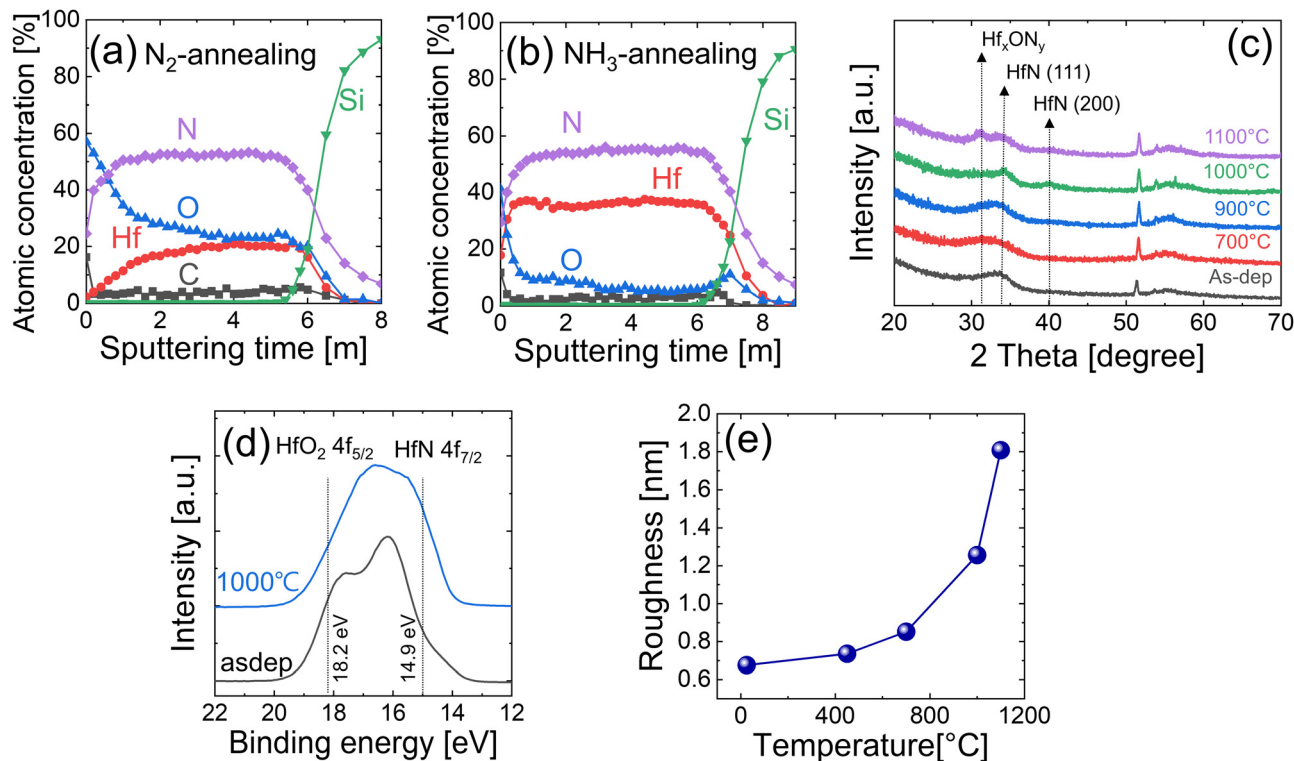 (a) N₂-annealing
Atomic concentration [%]
100
80
60
40
20
0
N
O
Hf
C
Si
0 2 4 6 8
Sputtering time [m]
(b) NH₃-annealing
Atomic concentration [%]
100
80
60
40
20
0
N
Hf
O
C
Si
0 2 4 6 8
Sputtering time [m]
(c)
HfₓONᵧ
HfN (111)
HfN (200)
Intensity [a.u.]
1100°C
1000°C
900°C
700°C
As-dep
20 30 40 50 60 70
2 Theta [degree]
(d) HfO₂ 4f₅/₂ HfN 4f₇/₂
Intensity [a.u.]
1000℃
asdep
18.2 eV
14.9 eV
22 20 18 16 14 12
Binding energy [eV]
(e)
Roughness [nm]
2.0
1.8
1.6
1.4
1.2
1.0
0.8
0.6
0 400 800 1200
Temperature[°C]